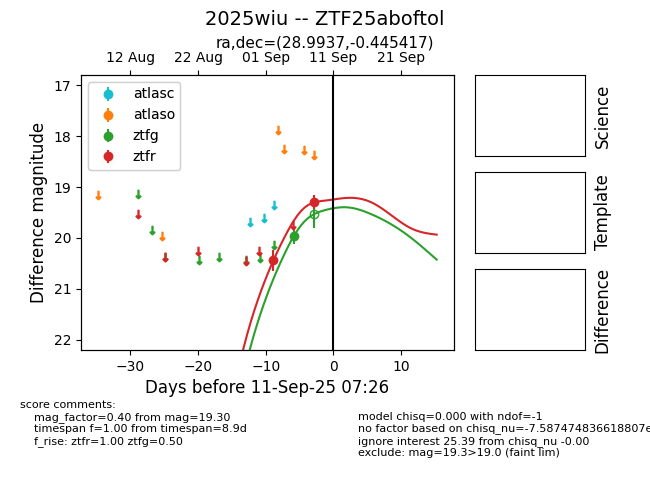 2025wiu -- ZTF25aboftol
ra,dec=(28.9937,-0.445417)
12 Aug 22 Aug 01 Sep 11 Sep 21 Sep
17
18
19
20
21
22
Difference magnitude
atlasc
atlaso
ztfg
ztfr
−30 −20 −10 0 10
Days before 11-Sep-25 07:26
Science
Template
Difference
score comments:
mag_factor=0.40 from mag=19.30
timespan f=1.00 from timespan=8.9d
f_rise: ztfr=1.00 ztfg=0.50
model chisq=0.000 with ndof=-1
no factor based on chisq_nu=-7.587474836618807e
ignore interest 25.39 from chisq_nu -0.00
exclude: mag=19.3>19.0 (faint lim)